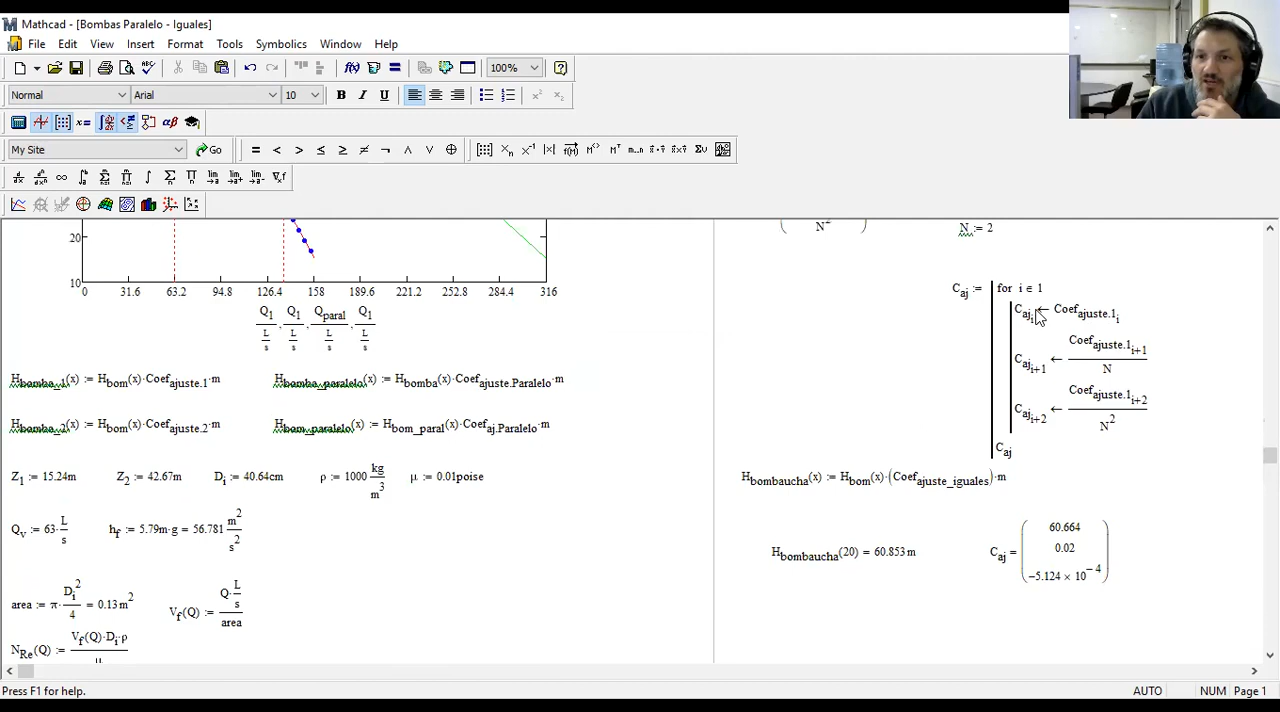 Mathcad - [Bombas Paralelo - Iguales]
File Edit View Insert Format Tools Symbolics Window Help
100%
Normal Arial 10 B I U
My Site Go
20
10
0 31.6 63.2 94.8 126.4 158 189.6 221.2 252.8 284.4 316
Q1 , Q1 , Qparal , Q1
L L L L
s s s s
Hbomba_1(x) := Hbom(x)·Coefajuste.1·m Hbomba_paralelo(x) := Hbomba(x)·Coefajuste.Paralelo·m
Hbomba_2(x) := Hbom(x)·Coefajuste.2·m Hbom_paralelo(x) := Hbom_paral(x)·Coefaj.Paralelo·m
Z1 := 15.24m Z2 := 42.67m Di := 40.64cm ρ := 1000 kg/m³ μ := 0.01poise
Qv := 63· L/s hf := 5.79m·g = 56.781 m²/s²
area := π· Di²/4 = 0.13 m² Vf(Q) := Q· L/s / area
NRe(Q) := Vf(Q)·Di·ρ / μ
N² N := 2
Caj := for i ∈ 1
Caji ← Coefajuste.1i
Caji+1 ← Coefajuste.1i+1 / N
Caji+2 ← Coefajuste.1i+2 / N²
Caj
Hbombaucha(x) := Hbom(x)·(Coefajuste_iguales)·m
Hbombaucha(20) = 60.853 m Caj = 60.664
0.02
-5.124 × 10⁻⁴
Press F1 for help. AUTO NUM Page 1